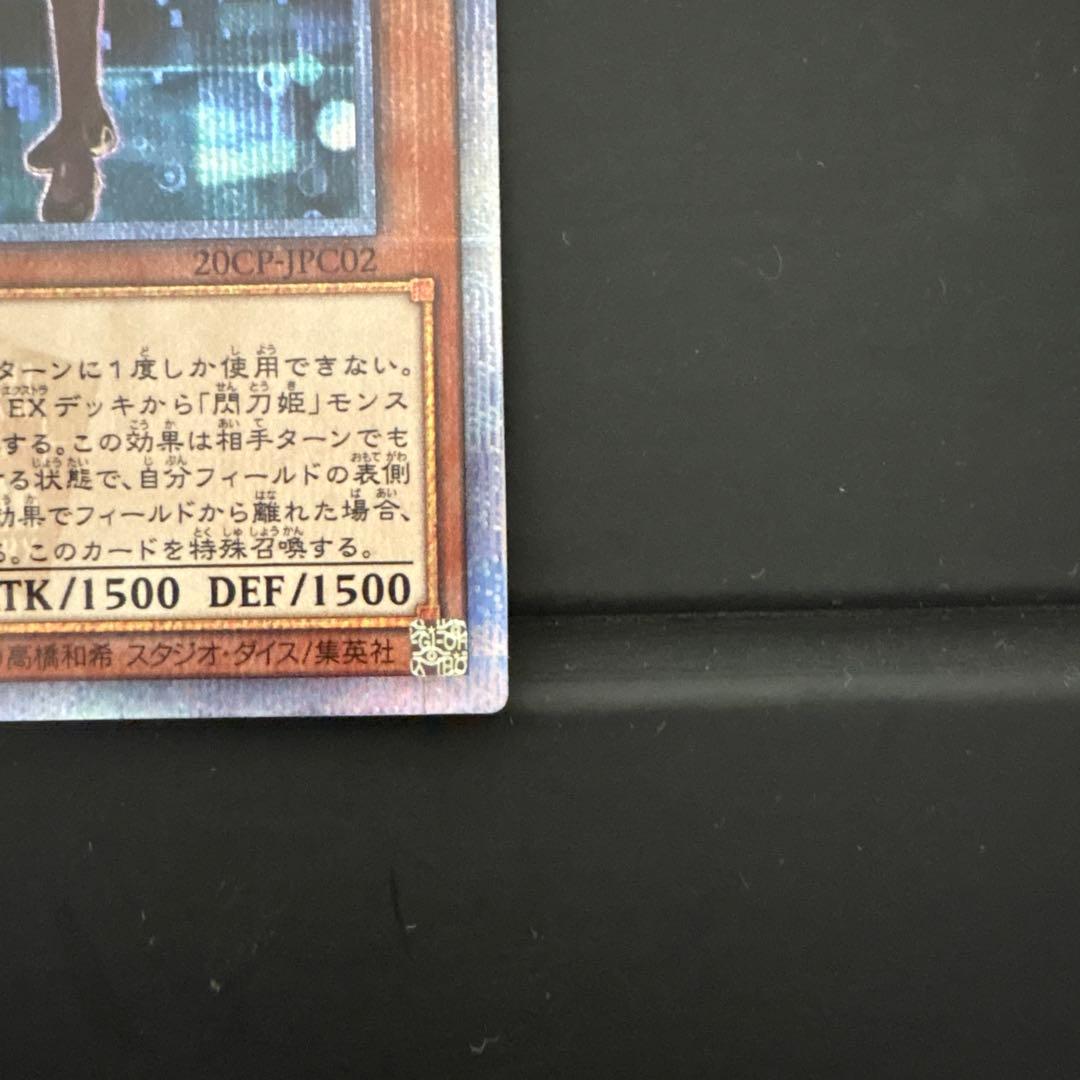 20CP-JPC02
ターンに1度しか使用できない。
EXデッキから「閃刀姫」モンス
する。この効果は相手ターンでも
る状態で、自分フィールドの表側
効果でフィールドから離れた場合、
る。このカードを特殊召喚する。
TK/1500 DEF/1500
高橋和希 スタジオ・ダイス/集英社